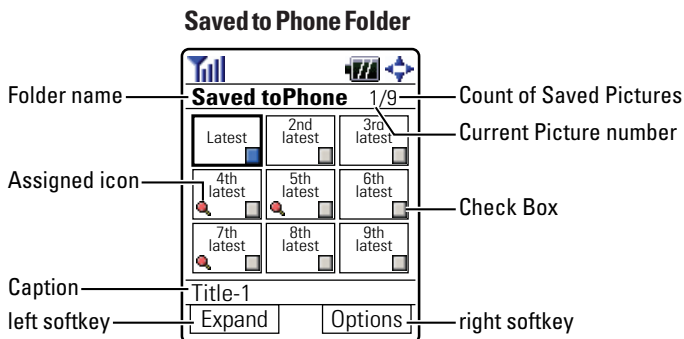 Saved to Phone Folder
Folder name
Saved toPhone 1/9
Count of Saved Pictures
Current Picture number
Latest
2nd
latest
3rd
latest
Assigned icon
4th
latest
5th
latest
6th
latest
Check Box
7th
latest
8th
latest
9th
latest
Caption
Title-1
left softkey
Expand
Options
right softkey